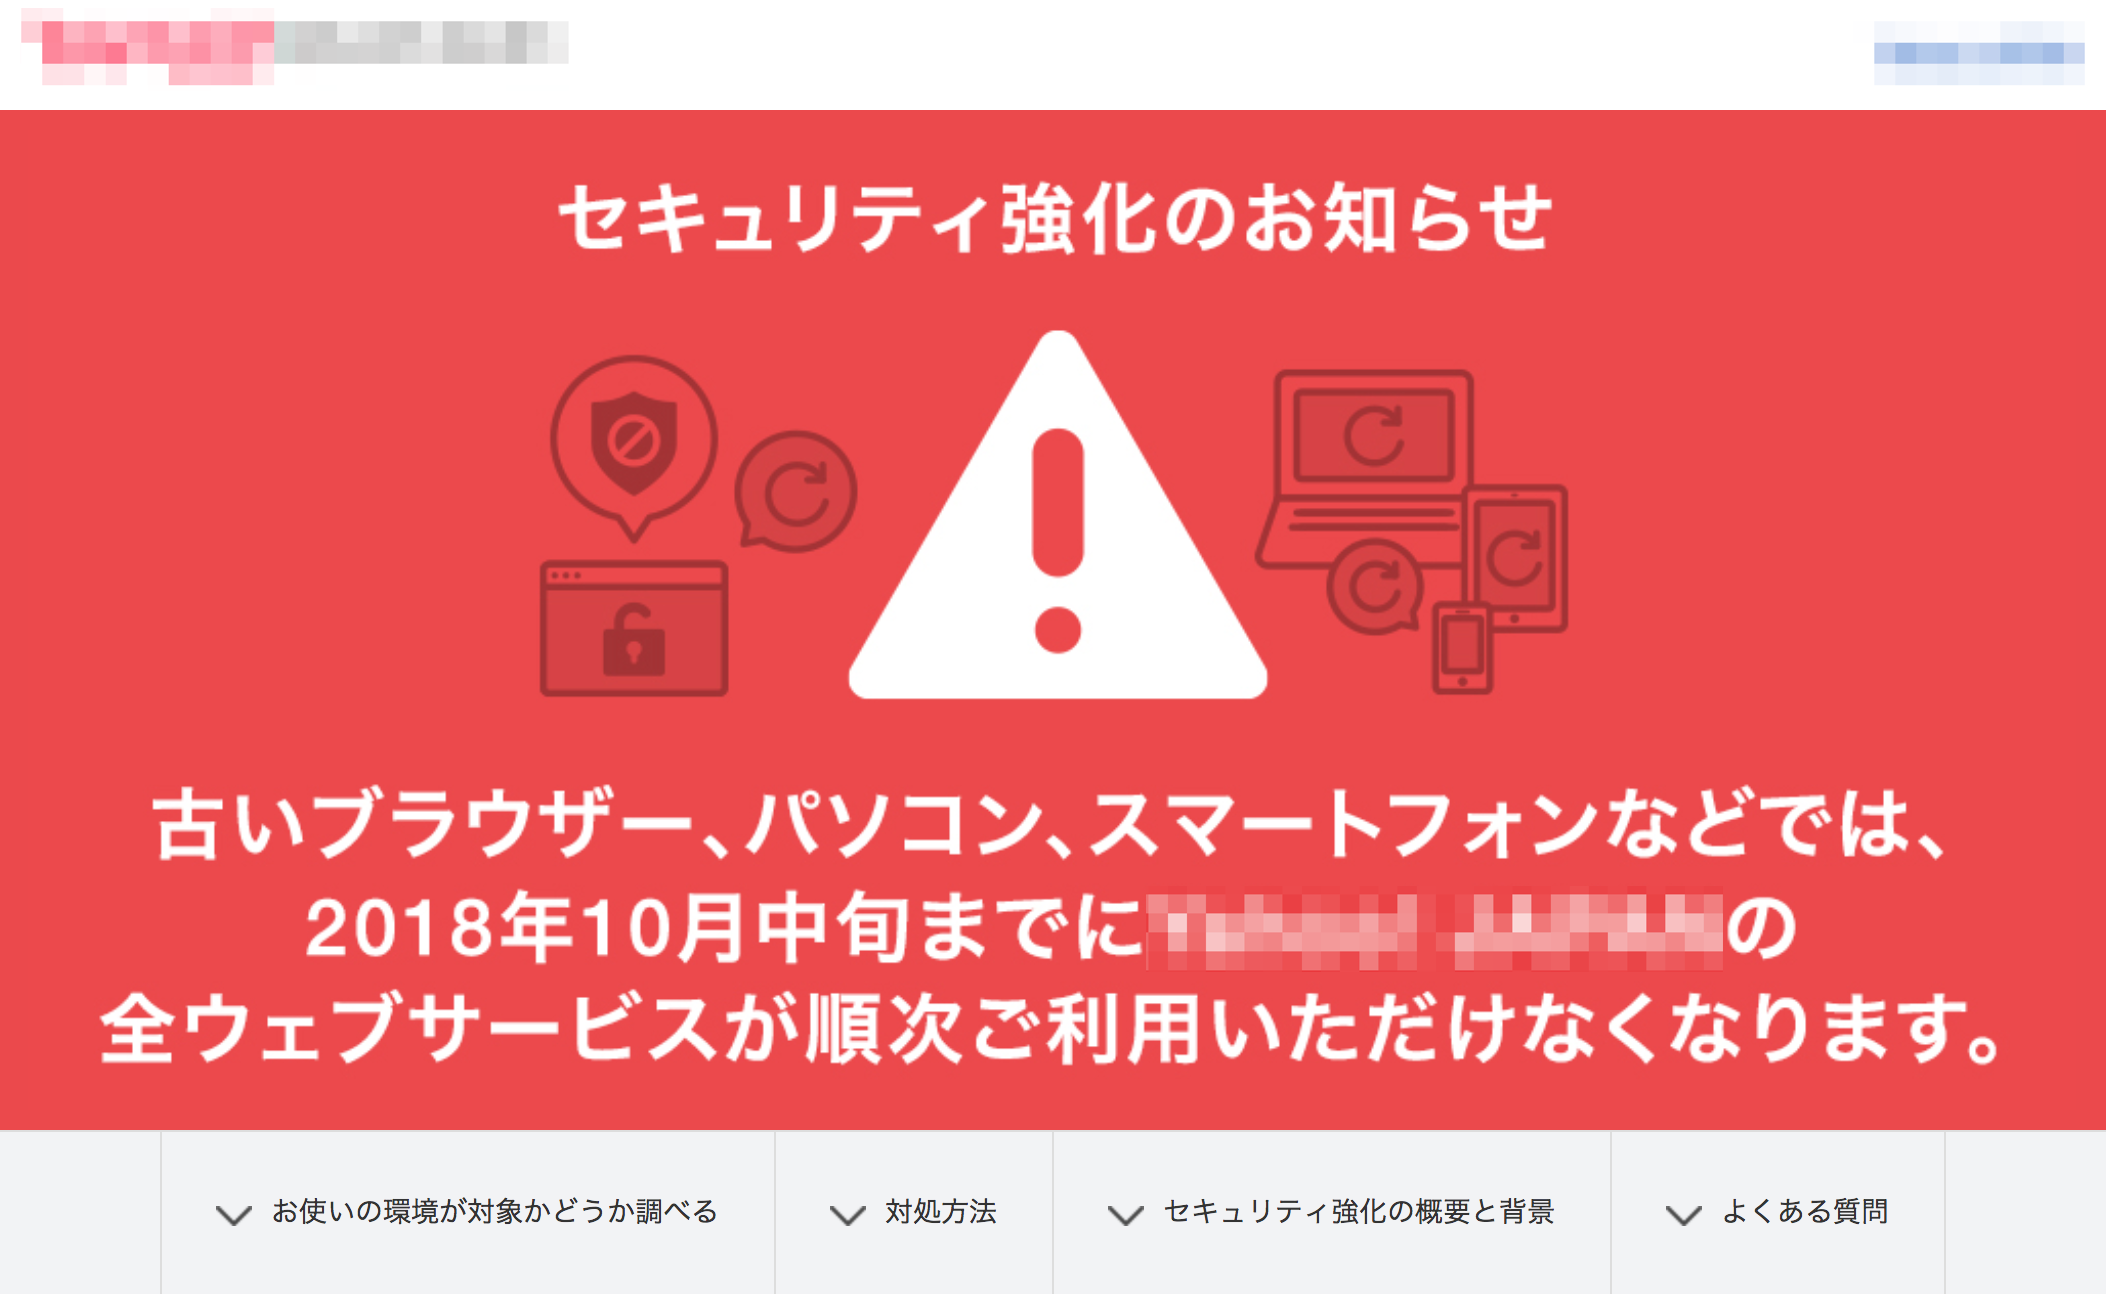 セキュリティ強化のお知らせ
古いブラウザー、パソコン、スマートフォンなどでは、
2018年10月中旬までに の
全ウェブサービスが順次ご利用いただけなくなります。
お使いの環境が対象かどうか調べる
対処方法
セキュリティ強化の概要と背景
よくある質問